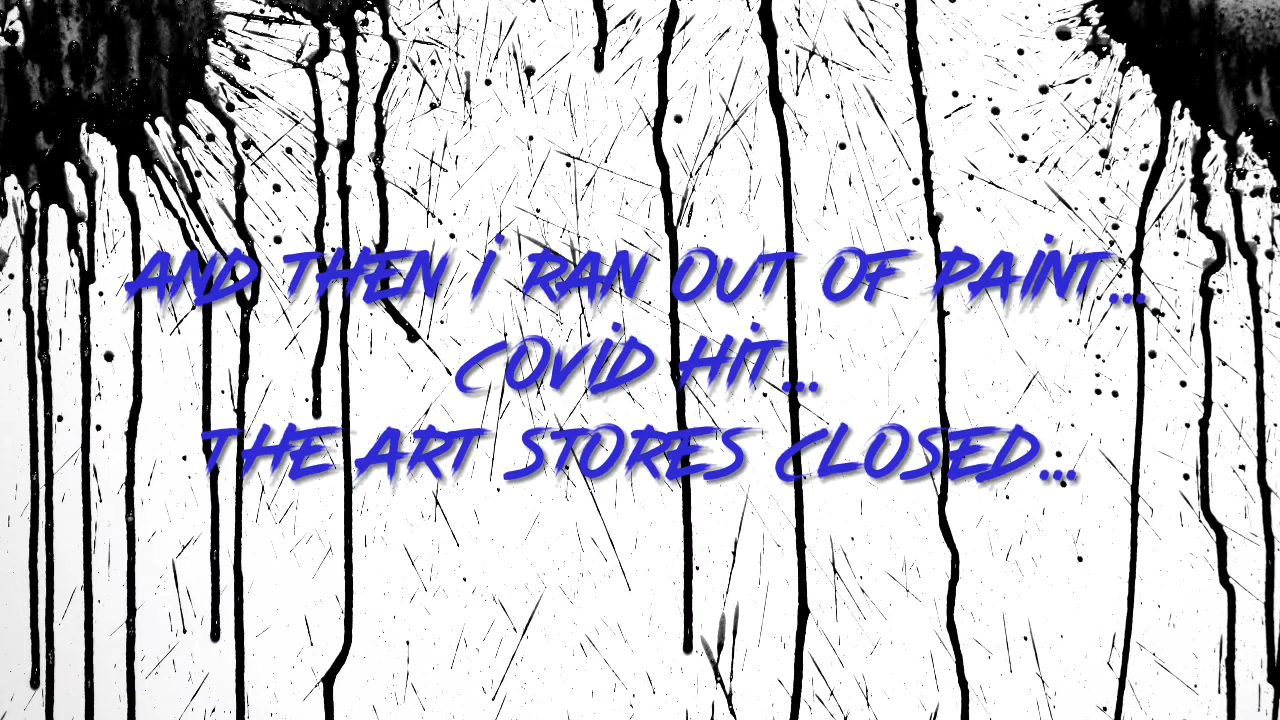 AND THEN i RAN OUT OF PAiNT...
COViD HiT...
THE ART STORES CLOSED...